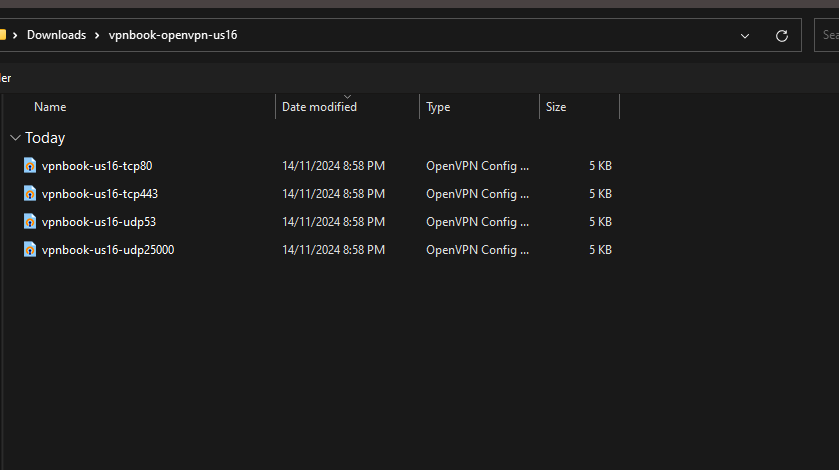 Downloads vpnbook-openvpn-us16
Sea
der
Name Date modified Type Size
Today
vpnbook-us16-tcp80 14/11/2024 8:58 PM OpenVPN Config ... 5 KB
vpnbook-us16-tcp443 14/11/2024 8:58 PM OpenVPN Config ... 5 KB
vpnbook-us16-udp53 14/11/2024 8:58 PM OpenVPN Config ... 5 KB
vpnbook-us16-udp25000 14/11/2024 8:58 PM OpenVPN Config ... 5 KB